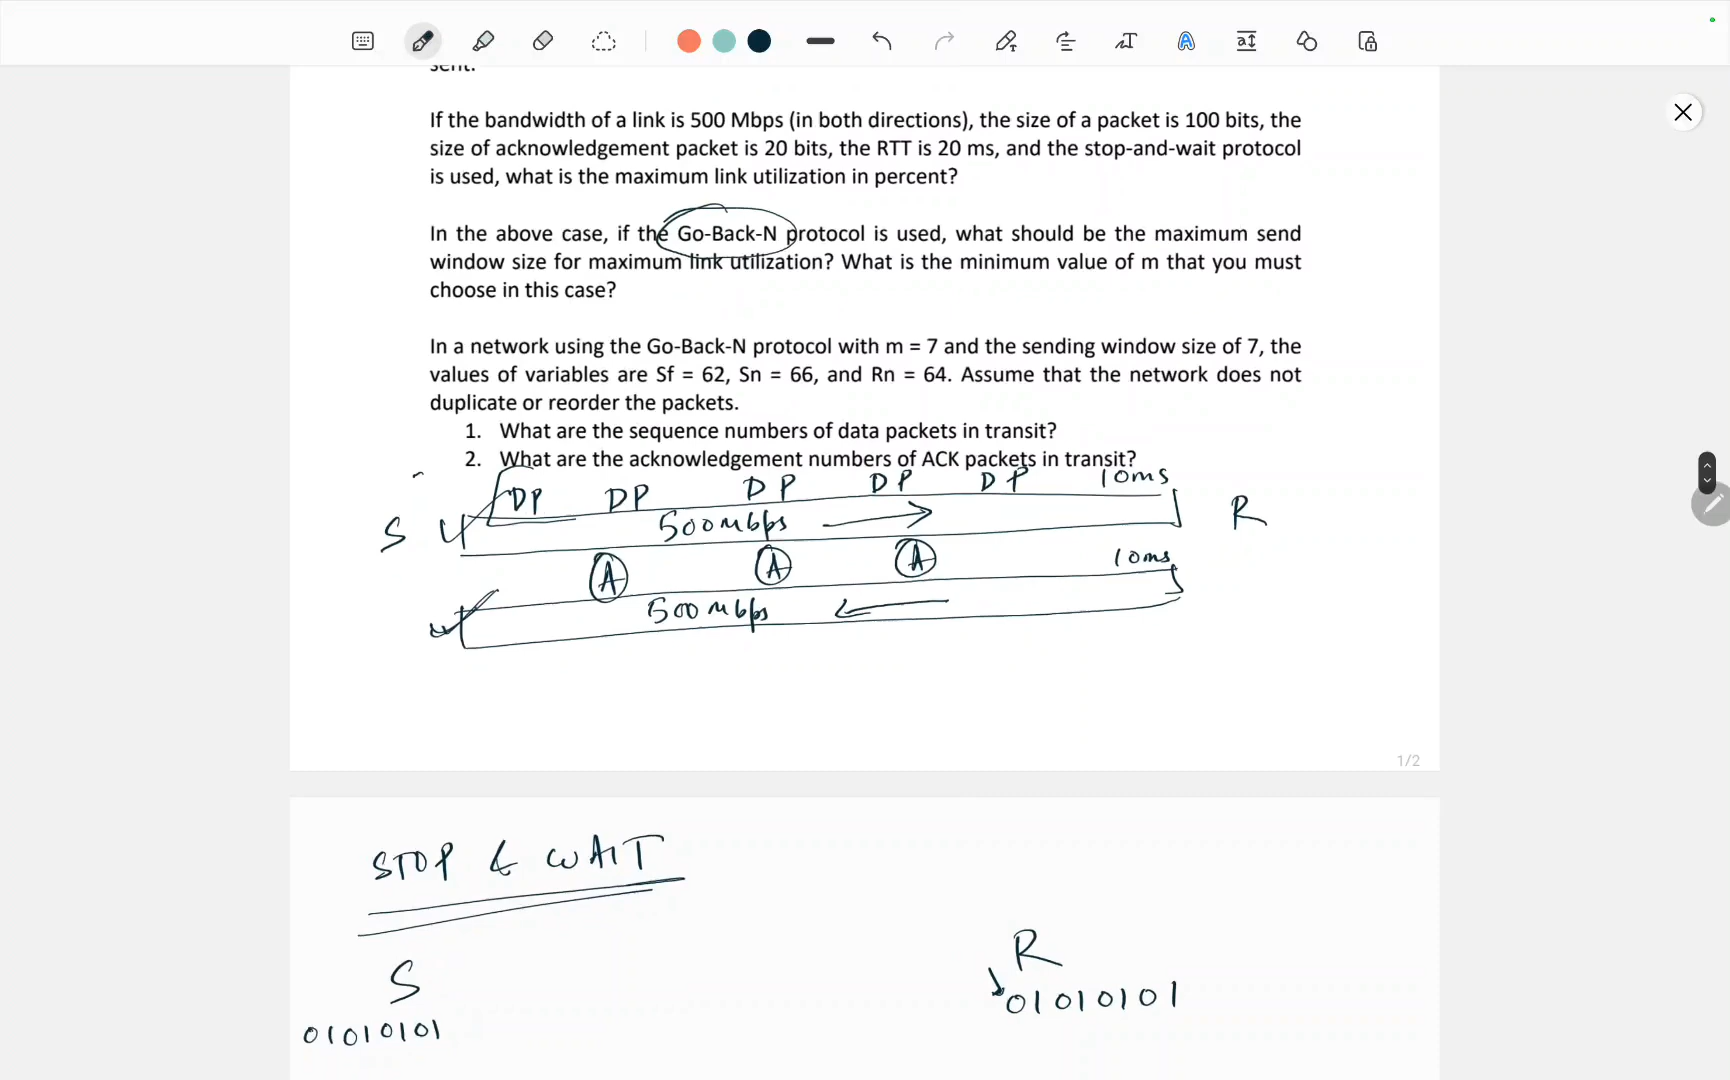 sent.
If the bandwidth of a link is 500 Mbps (in both directions), the size of a packet is 100 bits, the
size of acknowledgement packet is 20 bits, the RTT is 20 ms, and the stop-and-wait protocol
is used, what is the maximum link utilization in percent?
In the above case, if the Go-Back-N protocol is used, what should be the maximum send
window size for maximum link utilization? What is the minimum value of m that you must
choose in this case?
In a network using the Go-Back-N protocol with m = 7 and the sending window size of 7, the
values of variables are Sf = 62, Sn = 66, and Rn = 64. Assume that the network does not
duplicate or reorder the packets.
1. What are the sequence numbers of data packets in transit?
2. What are the acknowledgement numbers of ACK packets in transit?
DP DP DP DP DP 10ms
S 500Mbps R
A A A 10ms
500Mbps
1/2
STOP & WAIT
S R
01010101 01010101